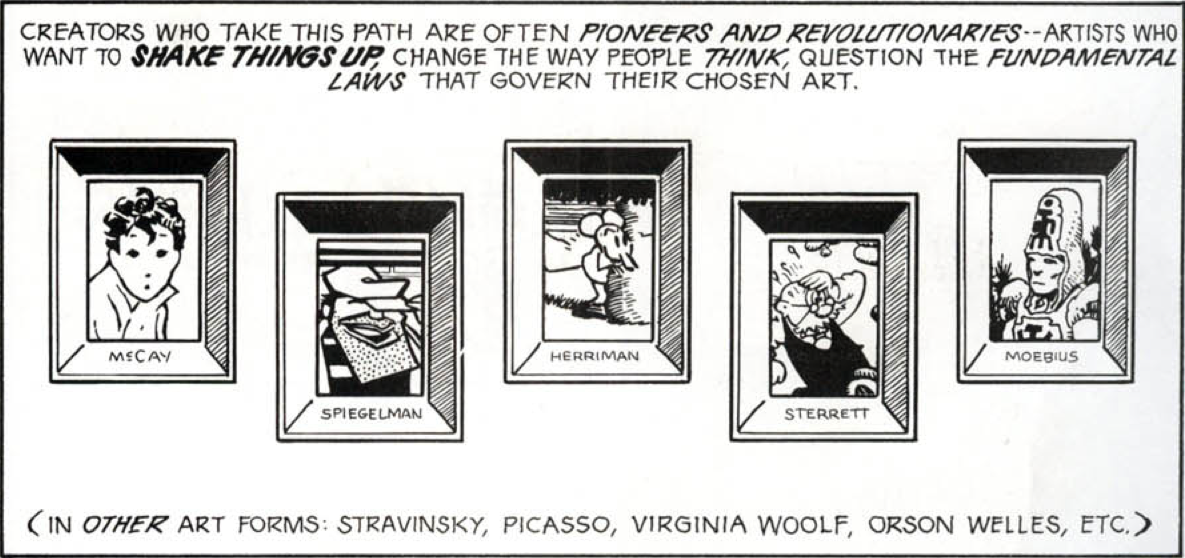 CREATORS WHO TAKE THIS PATH ARE OFTEN PIONEERS AND REVOLUTIONARIES--ARTISTS WHO
WANT TO SHAKE THINGS UP, CHANGE THE WAY PEOPLE THINK, QUESTION THE FUNDAMENTAL
LAWS THAT GOVERN THEIR CHOSEN ART.
McCAY
SPIEGELMAN
HERRIMAN
STERRETT
MOEBIUS
(IN OTHER ART FORMS: STRAVINSKY, PICASSO, VIRGINIA WOOLF, ORSON WELLES, ETC.)